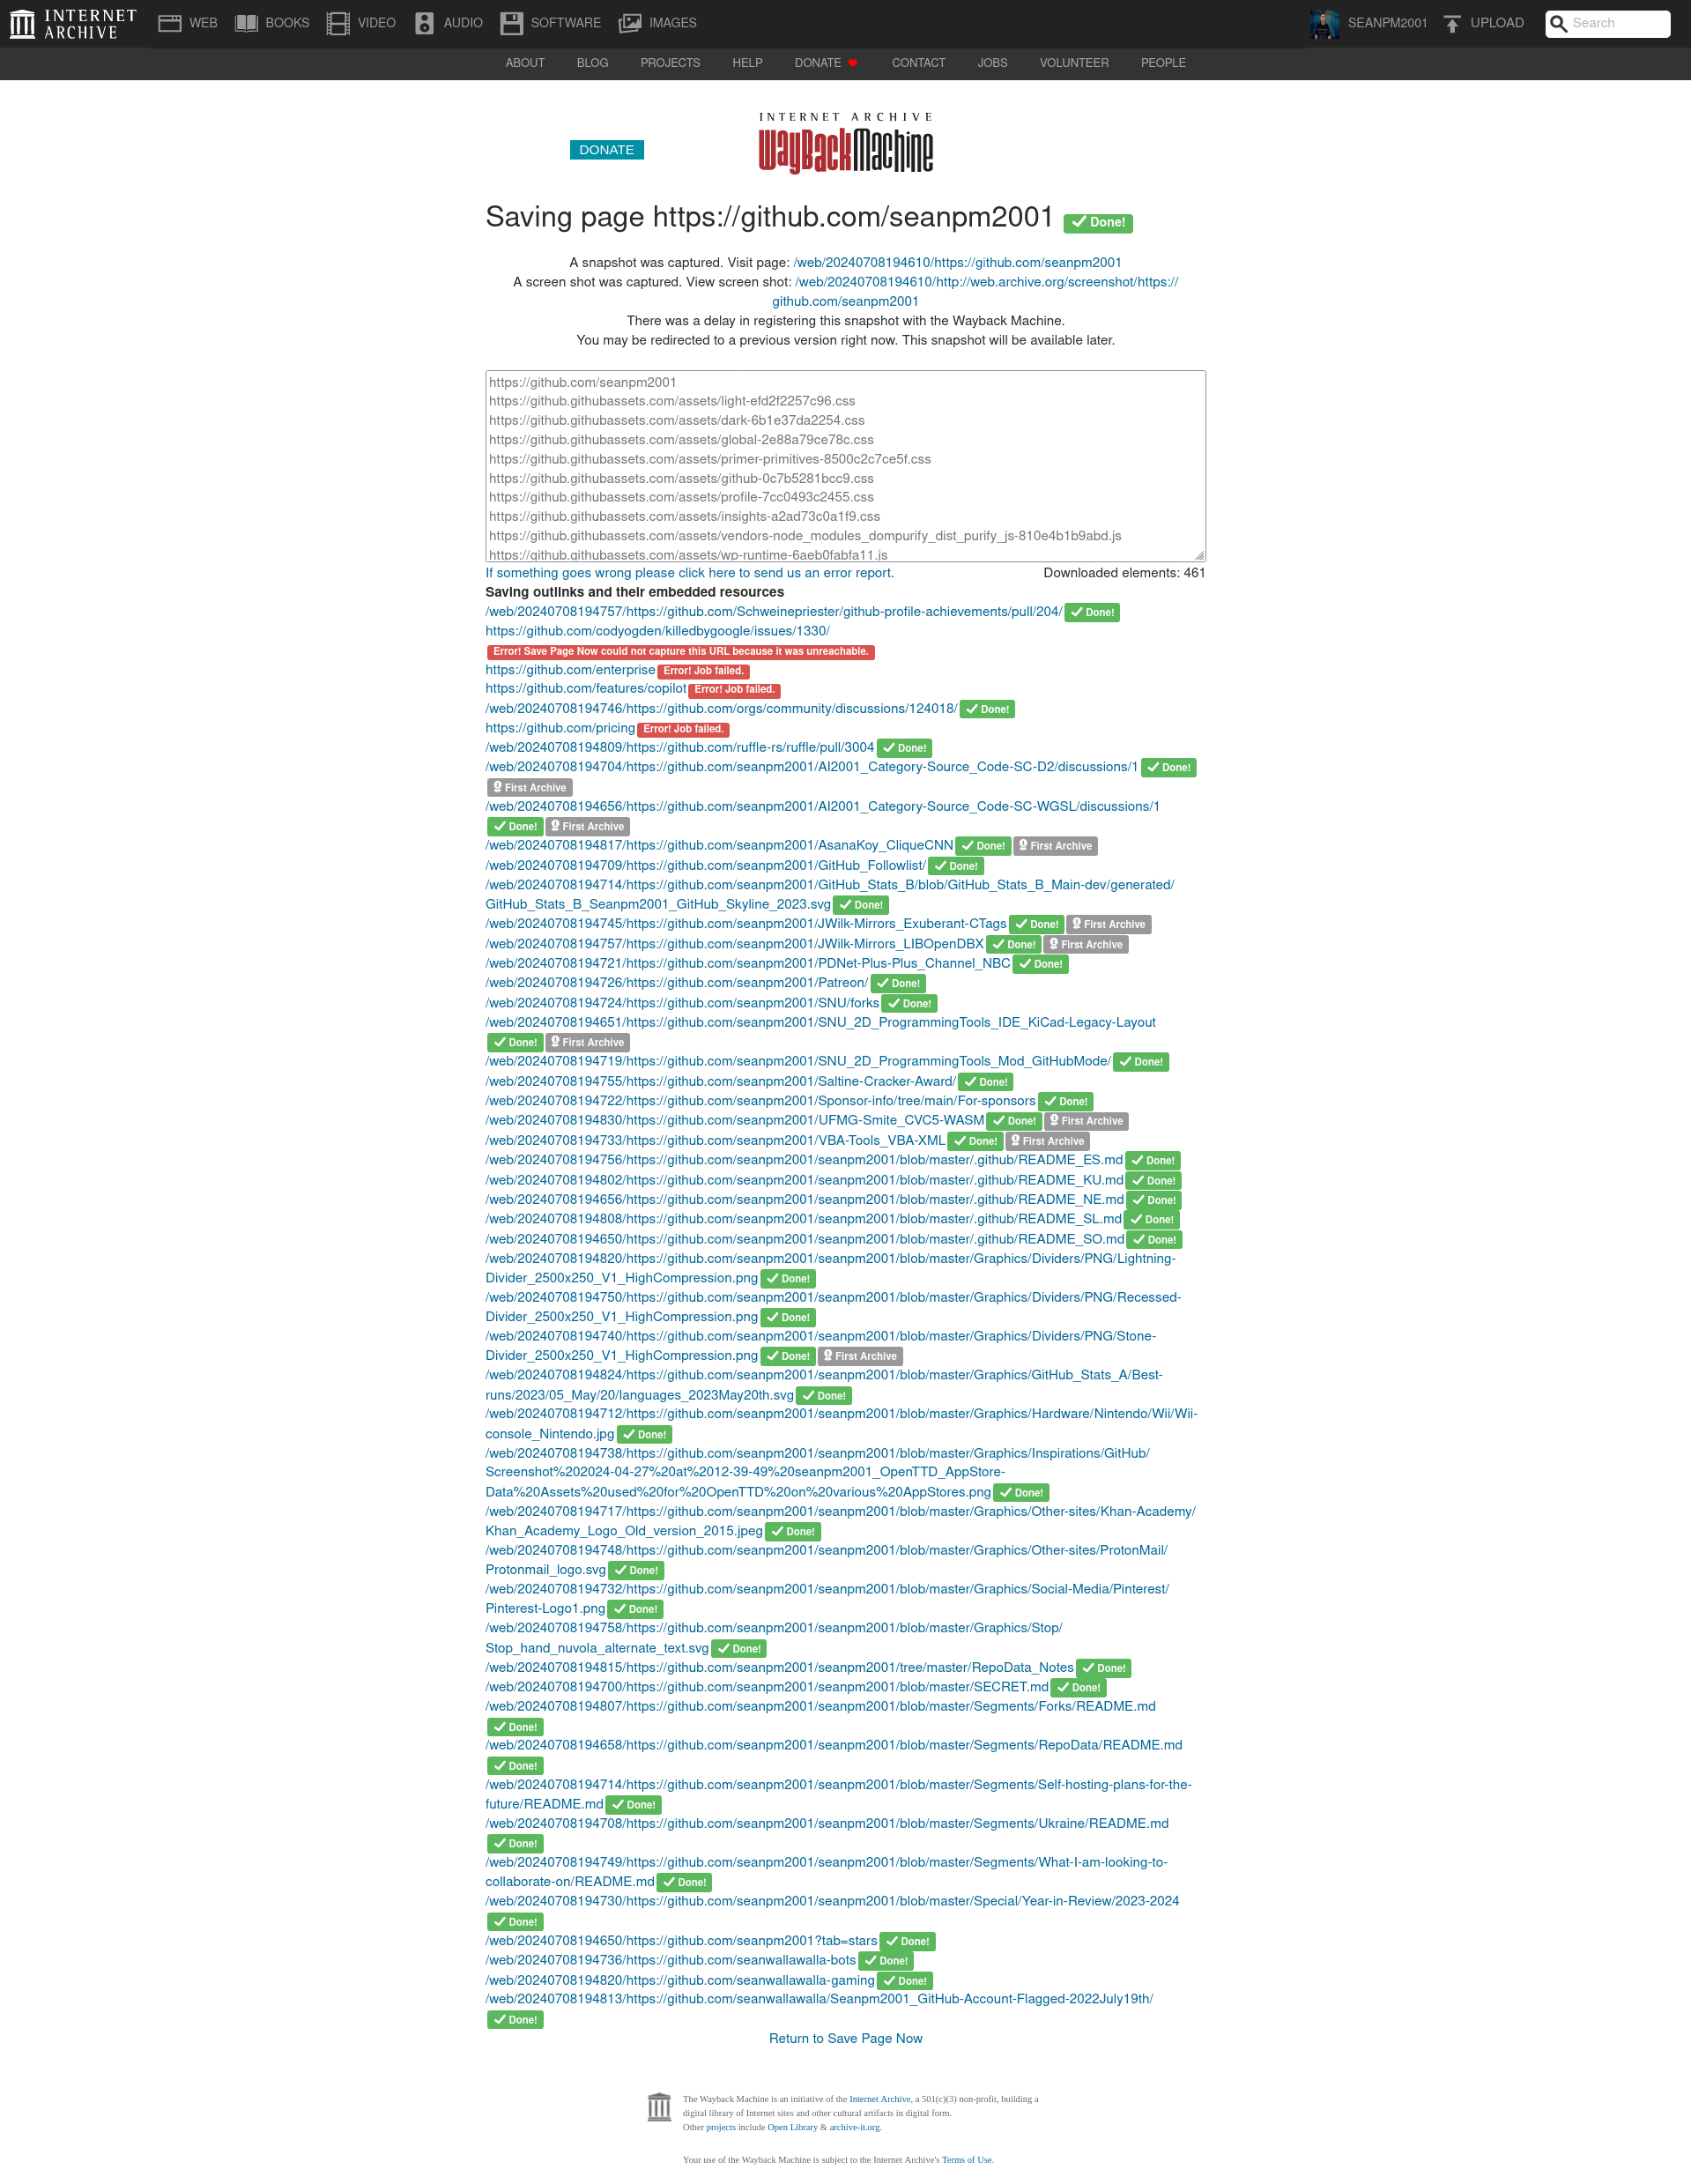 INTERNET ARCHIVE
WEB BOOKS VIDEO AUDIO SOFTWARE IMAGES SEANPM2001 UPLOAD Search
ABOUT BLOG PROJECTS HELP DONATE CONTACT JOBS VOLUNTEER PEOPLE
INTERNET ARCHIVE
DONATE WayBackMachine
Saving page https://github.com/seanpm2001 Done!
A snapshot was captured. Visit page: /web/20240708194610/https://github.com/seanpm2001
A screen shot was captured. View screen shot: /web/20240708194610/http://web.archive.org/screenshot/https://
github.com/seanpm2001
There was a delay in registering this snapshot with the Wayback Machine.
You may be redirected to a previous version right now. This snapshot will be available later.
https://github.com/seanpm2001
https://github.githubassets.com/assets/light-efd2f2257c96.css
https://github.githubassets.com/assets/dark-6b1e37da2254.css
https://github.githubassets.com/assets/global-2e88a79ce78c.css
https://github.githubassets.com/assets/primer-primitives-8500c2c7ce5f.css
https://github.githubassets.com/assets/github-0c7b5281bcc9.css
https://github.githubassets.com/assets/profile-7cc0493c2455.css
https://github.githubassets.com/assets/insights-a2ad73c0a1f9.css
https://github.githubassets.com/assets/vendors-node_modules_dompurify_dist_purify_js-810e4b1b9abd.js
https://github.githubassets.com/assets/wp-runtime-6aeb0fabfa11.js
If something goes wrong please click here to send us an error report. Downloaded elements: 461
Saving outlinks and their embedded resources
/web/20240708194757/https://github.com/Schweinepriester/github-profile-achievements/pull/204/ Done!
https://github.com/codyogden/killedbygoogle/issues/1330/
Error! Save Page Now could not capture this URL because it was unreachable.
https://github.com/enterprise Error! Job failed.
https://github.com/features/copilot Error! Job failed.
/web/20240708194746/https://github.com/orgs/community/discussions/124018/ Done!
https://github.com/pricing Error! Job failed.
/web/20240708194809/https://github.com/ruffle-rs/ruffle/pull/3004 Done!
/web/20240708194704/https://github.com/seanpm2001/AI2001_Category-Source_Code-SC-D2/discussions/1 Done!
First Archive
/web/20240708194656/https://github.com/seanpm2001/AI2001_Category-Source_Code-SC-WGSL/discussions/1
Done! First Archive
/web/20240708194817/https://github.com/seanpm2001/AsanaKoy_CliqueCNN Done! First Archive
/web/20240708194709/https://github.com/seanpm2001/GitHub_Followlist/ Done!
/web/20240708194714/https://github.com/seanpm2001/GitHub_Stats_B/blob/GitHub_Stats_B_Main-dev/generated/
GitHub_Stats_B_Seanpm2001_GitHub_Skyline_2023.svg Done!
/web/20240708194745/https://github.com/seanpm2001/JWilk-Mirrors_Exuberant-CTags Done! First Archive
/web/20240708194757/https://github.com/seanpm2001/JWilk-Mirrors_LIBOpenDBX Done! First Archive
/web/20240708194721/https://github.com/seanpm2001/PDNet-Plus-Plus_Channel_NBC Done!
/web/20240708194726/https://github.com/seanpm2001/Patreon/ Done!
/web/20240708194724/https://github.com/seanpm2001/SNU/forks Done!
/web/20240708194651/https://github.com/seanpm2001/SNU_2D_ProgrammingTools_IDE_KiCad-Legacy-Layout
Done! First Archive
/web/20240708194719/https://github.com/seanpm2001/SNU_2D_ProgrammingTools_Mod_GitHubMode/ Done!
/web/20240708194755/https://github.com/seanpm2001/Saltine-Cracker-Award/ Done!
/web/20240708194722/https://github.com/seanpm2001/Sponsor-info/tree/main/For-sponsors Done!
/web/20240708194830/https://github.com/seanpm2001/UFMG-Smite_CVC5-WASM Done! First Archive
/web/20240708194733/https://github.com/seanpm2001/VBA-Tools_VBA-XML Done! First Archive
/web/20240708194756/https://github.com/seanpm2001/seanpm2001/blob/master/.github/README_ES.md Done!
/web/20240708194802/https://github.com/seanpm2001/seanpm2001/blob/master/.github/README_KU.md Done!
/web/20240708194656/https://github.com/seanpm2001/seanpm2001/blob/master/.github/README_NE.md Done!
/web/20240708194808/https://github.com/seanpm2001/seanpm2001/blob/master/.github/README_SL.md Done!
/web/20240708194650/https://github.com/seanpm2001/seanpm2001/blob/master/.github/README_SO.md Done!
/web/20240708194820/https://github.com/seanpm2001/seanpm2001/blob/master/Graphics/Dividers/PNG/Lightning-
Divider_2500x250_V1_HighCompression.png Done!
/web/20240708194750/https://github.com/seanpm2001/seanpm2001/blob/master/Graphics/Dividers/PNG/Recessed-
Divider_2500x250_V1_HighCompression.png Done!
/web/20240708194740/https://github.com/seanpm2001/seanpm2001/blob/master/Graphics/Dividers/PNG/Stone-
Divider_2500x250_V1_HighCompression.png Done! First Archive
/web/20240708194824/https://github.com/seanpm2001/seanpm2001/blob/master/Graphics/GitHub_Stats_A/Best-
runs/2023/05_May/20/languages_2023May20th.svg Done!
/web/20240708194712/https://github.com/seanpm2001/seanpm2001/blob/master/Graphics/Hardware/Nintendo/Wii/Wii-
console_Nintendo.jpg Done!
/web/20240708194738/https://github.com/seanpm2001/seanpm2001/blob/master/Graphics/Inspirations/GitHub/
Screenshot%202024-04-27%20at%2012-39-49%20seanpm2001_OpenTTD_AppStore-
Data%20Assets%20used%20for%20OpenTTD%20on%20various%20AppStores.png Done!
/web/20240708194717/https://github.com/seanpm2001/seanpm2001/blob/master/Graphics/Other-sites/Khan-Academy/
Khan_Academy_Logo_Old_version_2015.jpeg Done!
/web/20240708194748/https://github.com/seanpm2001/seanpm2001/blob/master/Graphics/Other-sites/ProtonMail/
Protonmail_logo.svg Done!
/web/20240708194732/https://github.com/seanpm2001/seanpm2001/blob/master/Graphics/Social-Media/Pinterest/
Pinterest-Logo1.png Done!
/web/20240708194758/https://github.com/seanpm2001/seanpm2001/blob/master/Graphics/Stop/
Stop_hand_nuvola_alternate_text.svg Done!
/web/20240708194815/https://github.com/seanpm2001/seanpm2001/tree/master/RepoData_Notes Done!
/web/20240708194700/https://github.com/seanpm2001/seanpm2001/blob/master/SECRET.md Done!
/web/20240708194807/https://github.com/seanpm2001/seanpm2001/blob/master/Segments/Forks/README.md
Done!
/web/20240708194658/https://github.com/seanpm2001/seanpm2001/blob/master/Segments/RepoData/README.md
Done!
/web/20240708194714/https://github.com/seanpm2001/seanpm2001/blob/master/Segments/Self-hosting-plans-for-the-
future/README.md Done!
/web/20240708194708/https://github.com/seanpm2001/seanpm2001/blob/master/Segments/Ukraine/README.md
Done!
/web/20240708194749/https://github.com/seanpm2001/seanpm2001/blob/master/Segments/What-I-am-looking-to-
collaborate-on/README.md Done!
/web/20240708194730/https://github.com/seanpm2001/seanpm2001/blob/master/Special/Year-in-Review/2023-2024
Done!
/web/20240708194650/https://github.com/seanpm2001?tab=stars Done!
/web/20240708194736/https://github.com/seanwallawalla-bots Done!
/web/20240708194820/https://github.com/seanwallawalla-gaming Done!
/web/20240708194813/https://github.com/seanwallawalla/Seanpm2001_GitHub-Account-Flagged-2022July19th/
Done!
Return to Save Page Now
The Wayback Machine is an initiative of the Internet Archive, a 501(c)(3) non-profit, building a
digital library of Internet sites and other cultural artifacts in digital form.
Other projects include Open Library & archive-it.org.
Your use of the Wayback Machine is subject to the Internet Archive's Terms of Use.